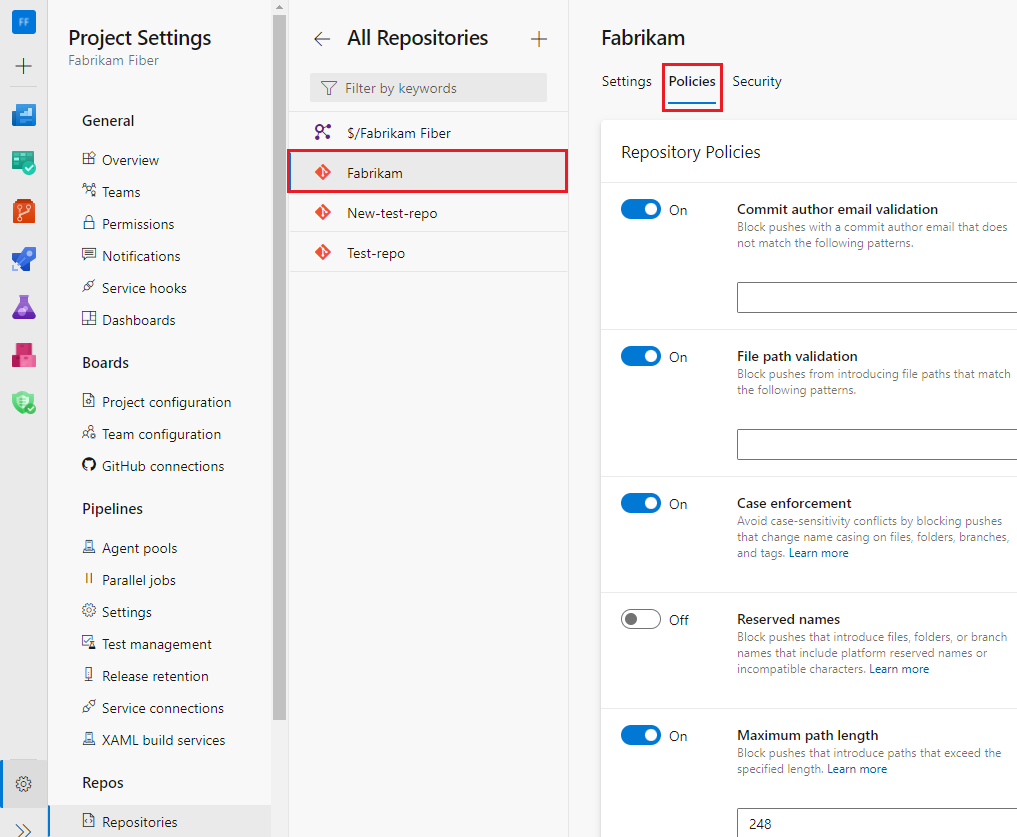 FF
Project Settings
Fabrikam Fiber
General
Overview
Teams
Permissions
Notifications
Service hooks
Dashboards
Boards
Project configuration
Team configuration
GitHub connections
Pipelines
Agent pools
Parallel jobs
Settings
Test management
Release retention
Service connections
XAML build services
Repos
Repositories
All Repositories
Filter by keywords
$/Fabrikam Fiber
Fabrikam
New-test-repo
Test-repo
Fabrikam
Settings Policies Security
Repository Policies
On
Commit author email validation
Block pushes with a commit author email that does
not match the following patterns.
On
File path validation
Block pushes from introducing file paths that match
the following patterns.
On
Case enforcement
Avoid case-sensitivity conflicts by blocking pushes
that change name casing on files, folders, branches,
and tags. Learn more
Off
Reserved names
Block pushes that introduce files, folders, or branch
names that include platform reserved names or
incompatible characters. Learn more
On
Maximum path length
Block pushes that introduce paths that exceed the
specified length. Learn more
248